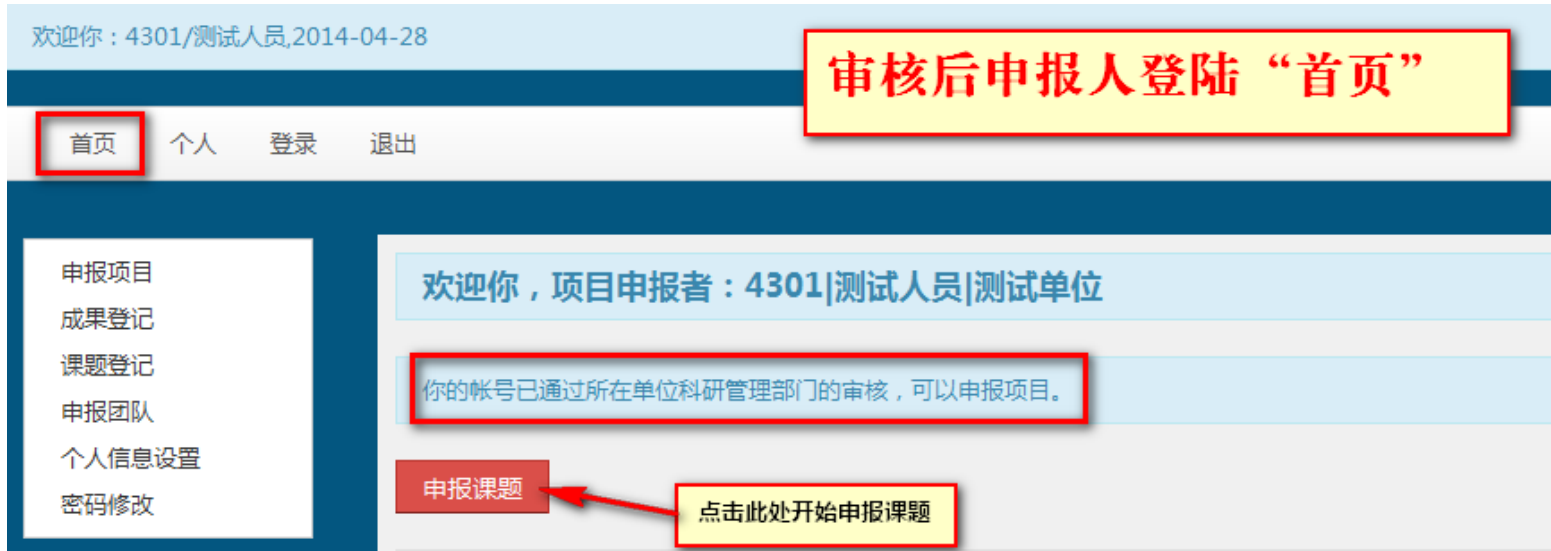 欢迎你：4301/测试人员,2014-04-28
审核后申报人登陆“首页”
首页 个人 登录 退出
申报项目
成果登记
课题登记
申报团队
个人信息设置
密码修改
欢迎你，项目申报者：4301|测试人员|测试单位
你的帐号已通过所在单位科研管理部门的审核，可以申报项目。
申报课题
点击此处开始申报课题